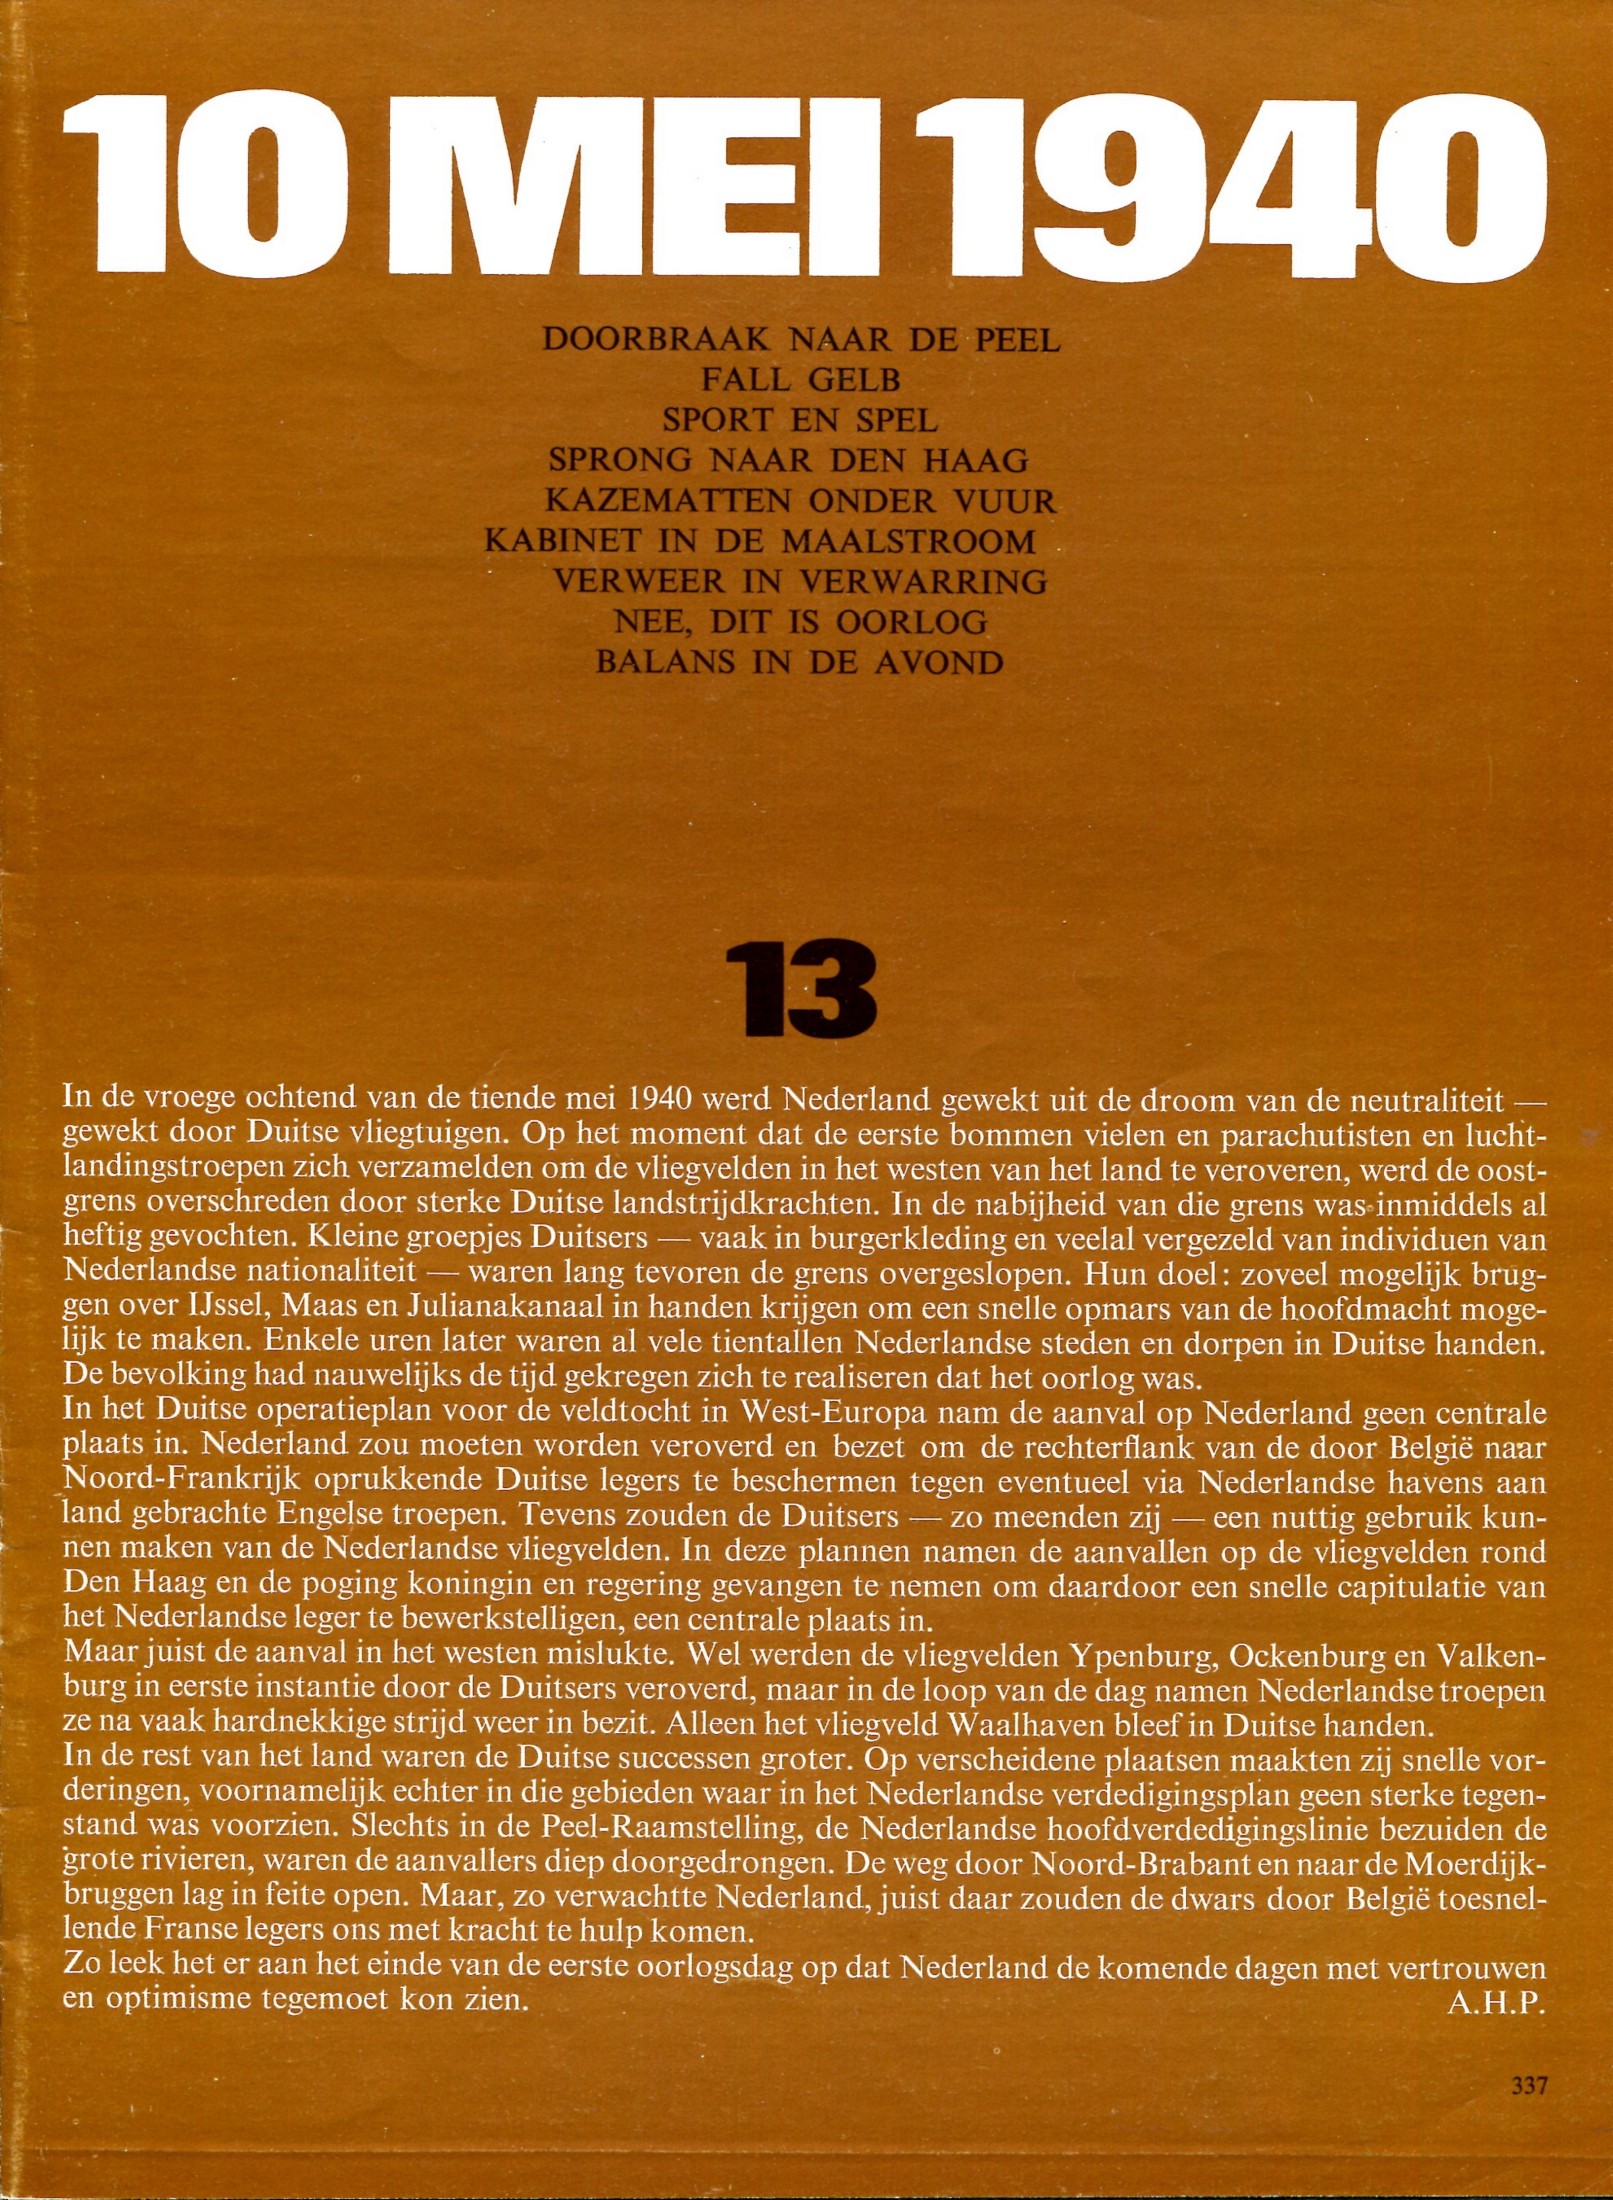 10 MEI 1940
DOORBRAAK NAAR DE PEEL
FALL GELB
SPORT EN SPEL
SPRONG NAAR DEN HAAG
KAZEMATTEN ONDER VUUR
KABINET IN DE MAALSTROOM
VERWEER IN VERWARRING
NEE, DIT IS OORLOG
BALANS IN DE AVOND
13
In de vroege ochtend van de tiende mei 1940 werd Nederland gewekt uit de droom van de neutraliteit —
gewekt door Duitse vliegtuigen. Op het moment dat de eerste bommen vielen en parachutisten en lucht-
landingstroepen zich verzamelden om de vliegvelden in het westen van het land te veroveren, werd de oost-
grens overschreden door sterke Duitse landstrijdkrachten. In de nabijheid van die grens was inmiddels al
heftig gevochten. Kleine groepjes Duitsers — vaak in burgerkleding en veelal vergezeld van individuen van
Nederlandse nationaliteit — waren lang tevoren de grens overgeslopen. Hun doel: zoveel mogelijk brug-
gen over IJssel, Maas en Julianakanaal in handen krijgen om een snelle opmars van de hoofdmacht moge-
lijk te maken. Enkele uren later waren al vele tientallen Nederlandse steden en dorpen in Duitse handen.
De bevolking had nauwelijks de tijd gekregen zich te realiseren dat het oorlog was.
In het Duitse operatieplan voor de veldtocht in West-Europa nam de aanval op Nederland geen centrale
plaats in. Nederland zou moeten worden veroverd en bezet om de rechterflank van de door België naar
Noord-Frankrijk oprukkende Duitse legers te beschermen tegen eventueel via Nederlandse havens aan
land gebrachte Engelse troepen. Tevens zouden de Duitsers — zo meenden zij — een nuttig gebruik kun-
nen maken van de Nederlandse vliegvelden. In deze plannen namen de aanvallen op de vliegvelden rond
Den Haag en de poging koningin en regering gevangen te nemen om daardoor een snelle capitulatie van
het Nederlandse leger te bewerkstelligen, een centrale plaats in.
Maar juist de aanval in het westen mislukte. Wel werden de vliegvelden Ypenburg, Ockenburg en Valken-
burg in eerste instantie door de Duitsers veroverd, maar in de loop van de dag namen Nederlandse troepen
ze na vaak hardnekkige strijd weer in bezit. Alleen het vliegveld Waalhaven bleef in Duitse handen.
In de rest van het land waren de Duitse successen groter. Op verscheidene plaatsen maakten zij snelle vor-
deringen, voornamelijk echter in die gebieden waar in het Nederlandse verdedigingsplan geen sterke tegen-
stand was voorzien. Slechts in de Peel-Raamstelling, de Nederlandse hoofdverdedigingslinie bezuiden de
grote rivieren, waren de aanvallers diep doorgedrongen. De weg door Noord-Brabant en naar de Moerdijk-
bruggen lag in feite open. Maar, zo verwachtte Nederland, juist daar zouden de dwars door België toesnel-
lende Franse legers ons met kracht te hulp komen.
Zo leek het er aan het einde van de eerste oorlogsdag op dat Nederland de komende dagen met vertrouwen
en optimisme tegemoet kon zien. A.H.P.
337